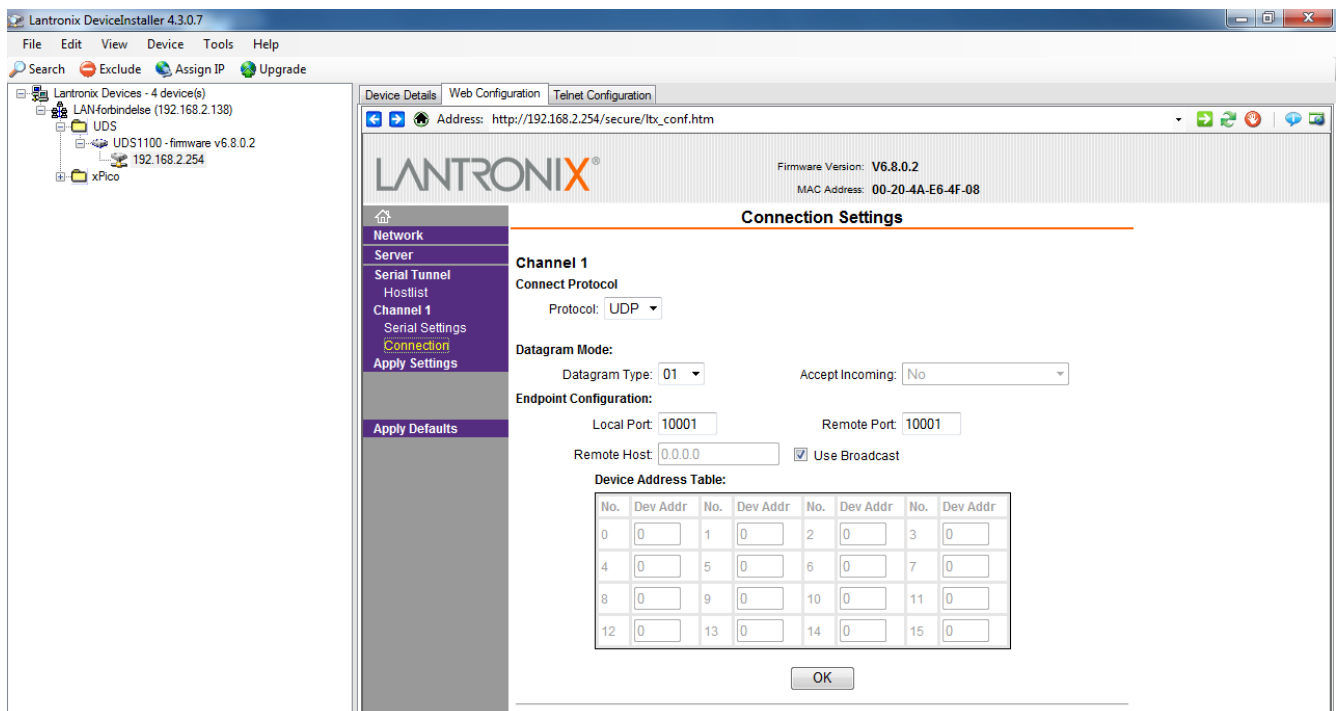 Lantronix DeviceInstaller 4.3.0.7
File Edit View Device Tools Help
Search Exclude Assign IP Upgrade
Lantronix Devices - 4 device(s)
LAN-forbindelse (192.168.2.138)
UDS
UDS1100 - firmware v6.8.0.2
192.168.2.254
xPico
Device Details Web Configuration Telnet Configuration
Address: http://192.168.2.254/secure/ltx_conf.htm
LANTRONIX®
Firmware Version: V6.8.0.2
MAC Address: 00-20-4A-E6-4F-08
Network
Server
Serial Tunnel
Hostlist
Channel 1
Serial Settings
Connection
Apply Settings
Apply Defaults
Connection Settings
Channel 1
Connect Protocol
Protocol: UDP
Datagram Mode:
Datagram Type: 01 Accept Incoming: No
Endpoint Configuration:
Local Port: 10001 Remote Port: 10001
Remote Host: 0.0.0.0 Use Broadcast
Device Address Table:
No. Dev Addr No. Dev Addr No. Dev Addr No. Dev Addr
0 0 1 0 2 0 3 0
4 0 5 0 6 0 7 0
8 0 9 0 10 0 11 0
12 0 13 0 14 0 15 0
OK